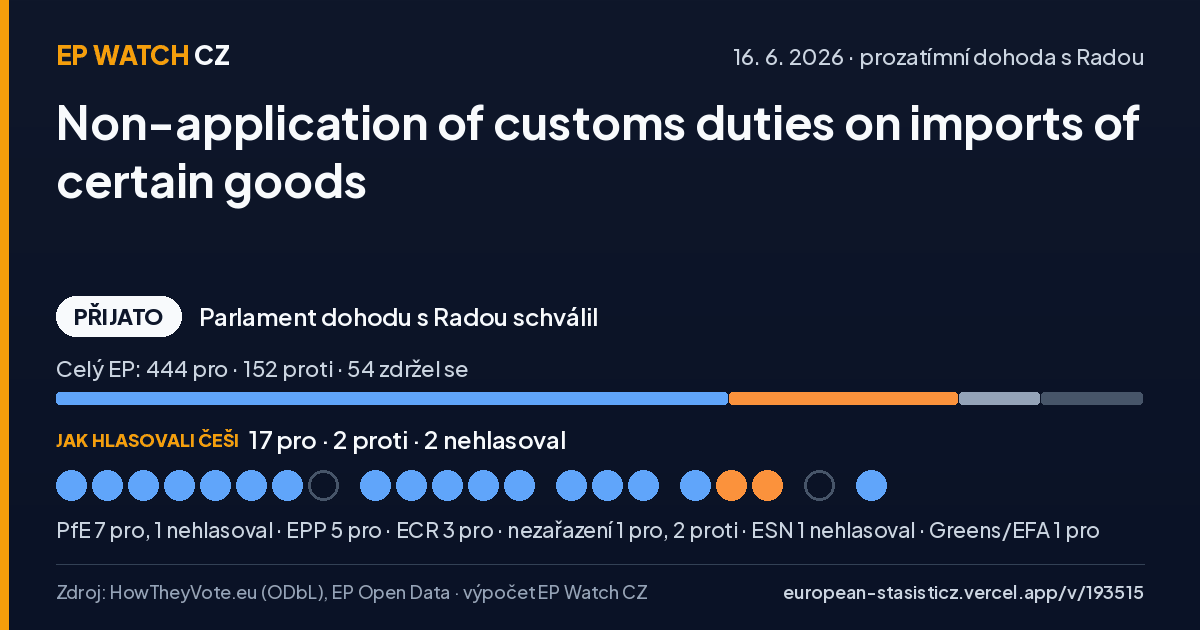 EP WATCH CZ
16. 6. 2026 · prozatímní dohoda s Radou
Non-application of customs duties on imports of
certain goods
PŘIJATO
Parlament dohodu s Radou schválil
Celý EP: 444 pro · 152 proti · 54 zdržel se
JAK HLASOVALI ČEŠI 17 pro · 2 proti · 2 nehlasoval
PfE 7 pro, 1 nehlasoval · EPP 5 pro · ECR 3 pro · nezařazení 1 pro, 2 proti · ESN 1 nehlasoval · Greens/EFA 1 pro
Zdroj: HowTheyVote.eu (ODbL), EP Open Data · výpočet EP Watch CZ
european-stasisticz.vercel.app/v/193515